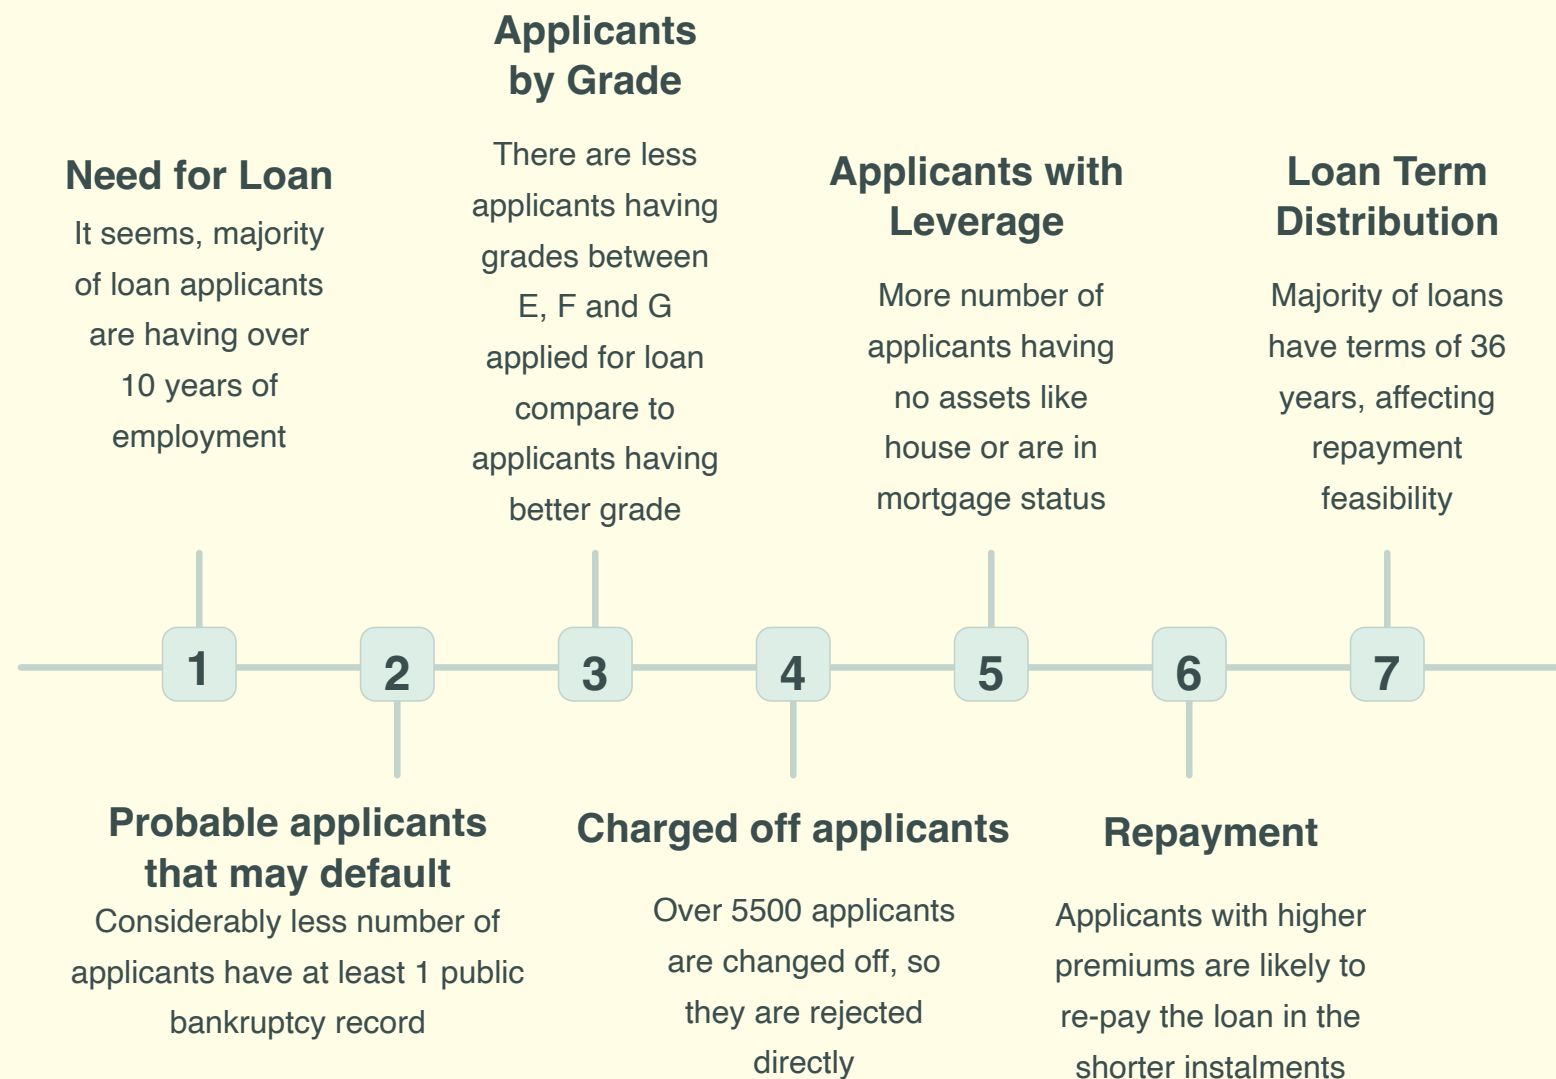 Need for Loan
It seems, majority
of loan applicants
are having over
10 years of
employment
Applicants
by Grade
There are less
applicants having
grades between
E, F and G
applied for loan
compare to
applicants having
better grade
Applicants with
Leverage
More number of
applicants having
no assets like
house or are in
mortgage status
Loan Term
Distribution
Majority of loans
have terms of 36
years, affecting
repayment
feasibility
1
2
3
4
5
6
7
Probable applicants
that may default
Considerably less number of
applicants have at least 1 public
bankruptcy record
Charged off applicants
Over 5500 applicants
are changed off, so
they are rejected
directly
Repayment
Applicants with higher
premiums are likely to
re-pay the loan in the
shorter instalments